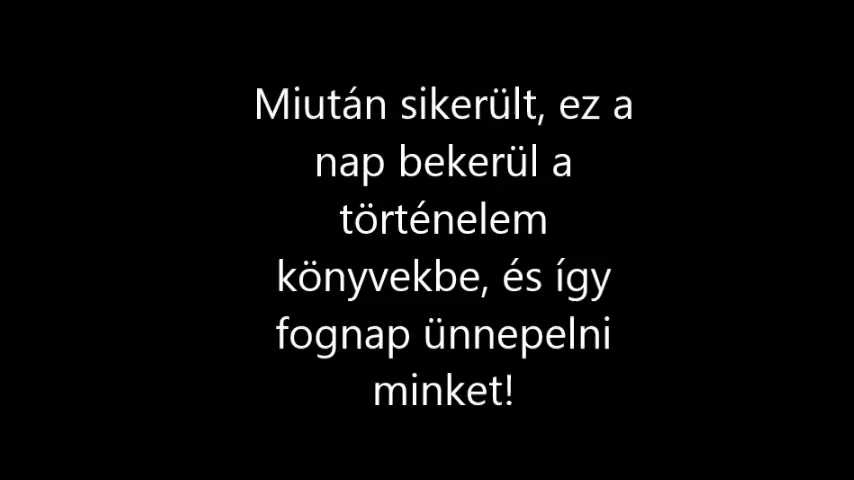 Miután sikerült, ez a
nap bekerül a
történelem
könyvekbe, és így
fognap ünnepelni
minket!